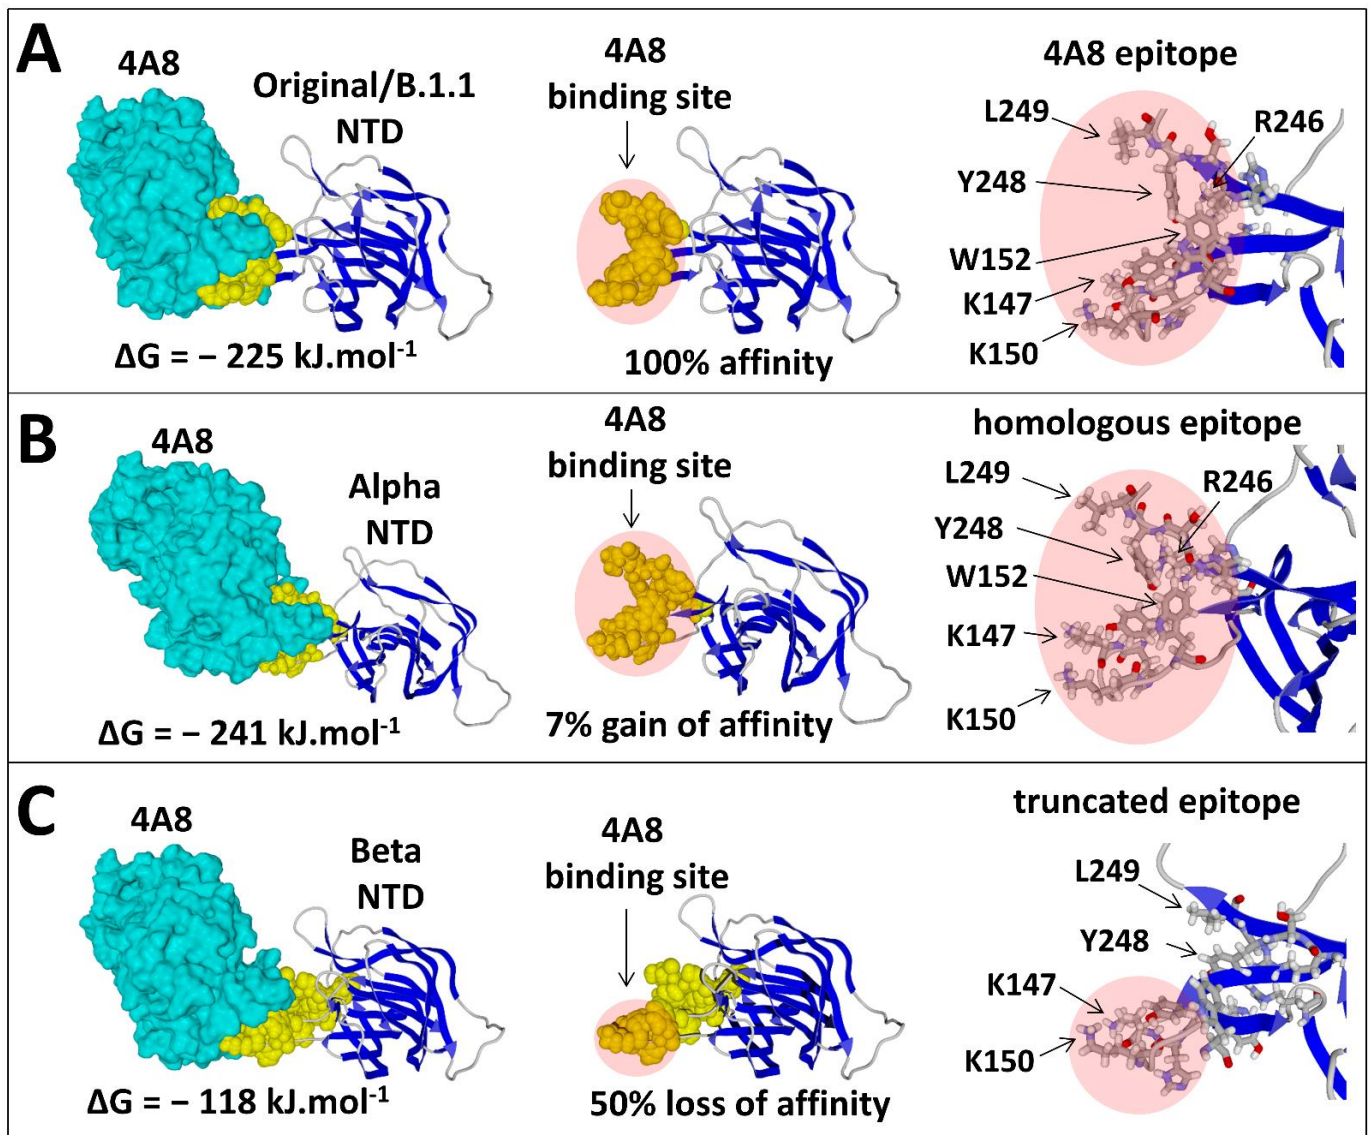 A
4A8
Original/B.1.1
NTD
ΔG = − 225 kJ.mol⁻¹
4A8
binding site
100% affinity
4A8 epitope
L249
R246
Y248
W152
K147
K150
B
4A8
Alpha
NTD
ΔG = − 241 kJ.mol⁻¹
4A8
binding site
7% gain of affinity
homologous epitope
L249
R246
Y248
W152
K147
K150
C
4A8
Beta
NTD
ΔG = − 118 kJ.mol⁻¹
4A8
binding site
50% loss of affinity
truncated epitope
L249
Y248
K147
K150